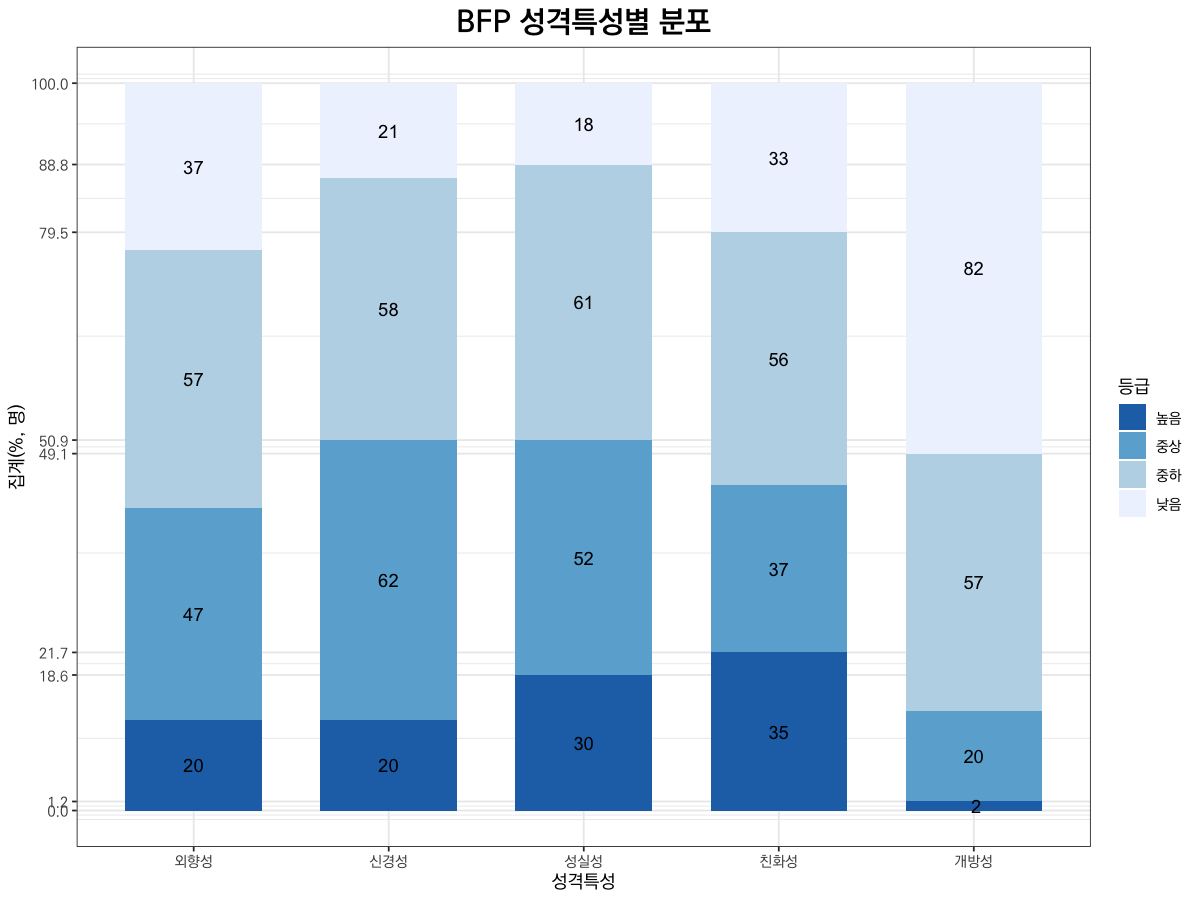 BFP 성격특성별 분포
집계(%, 명)
100.0
88.8
79.5
50.9
49.1
21.7
18.6
1.2
0.0
37
57
47
20
21
58
62
20
18
61
52
30
33
56
37
35
82
57
20
2
외향성
신경성
성실성
친화성
개방성
성격특성
등급
높음
중상
중하
낮음